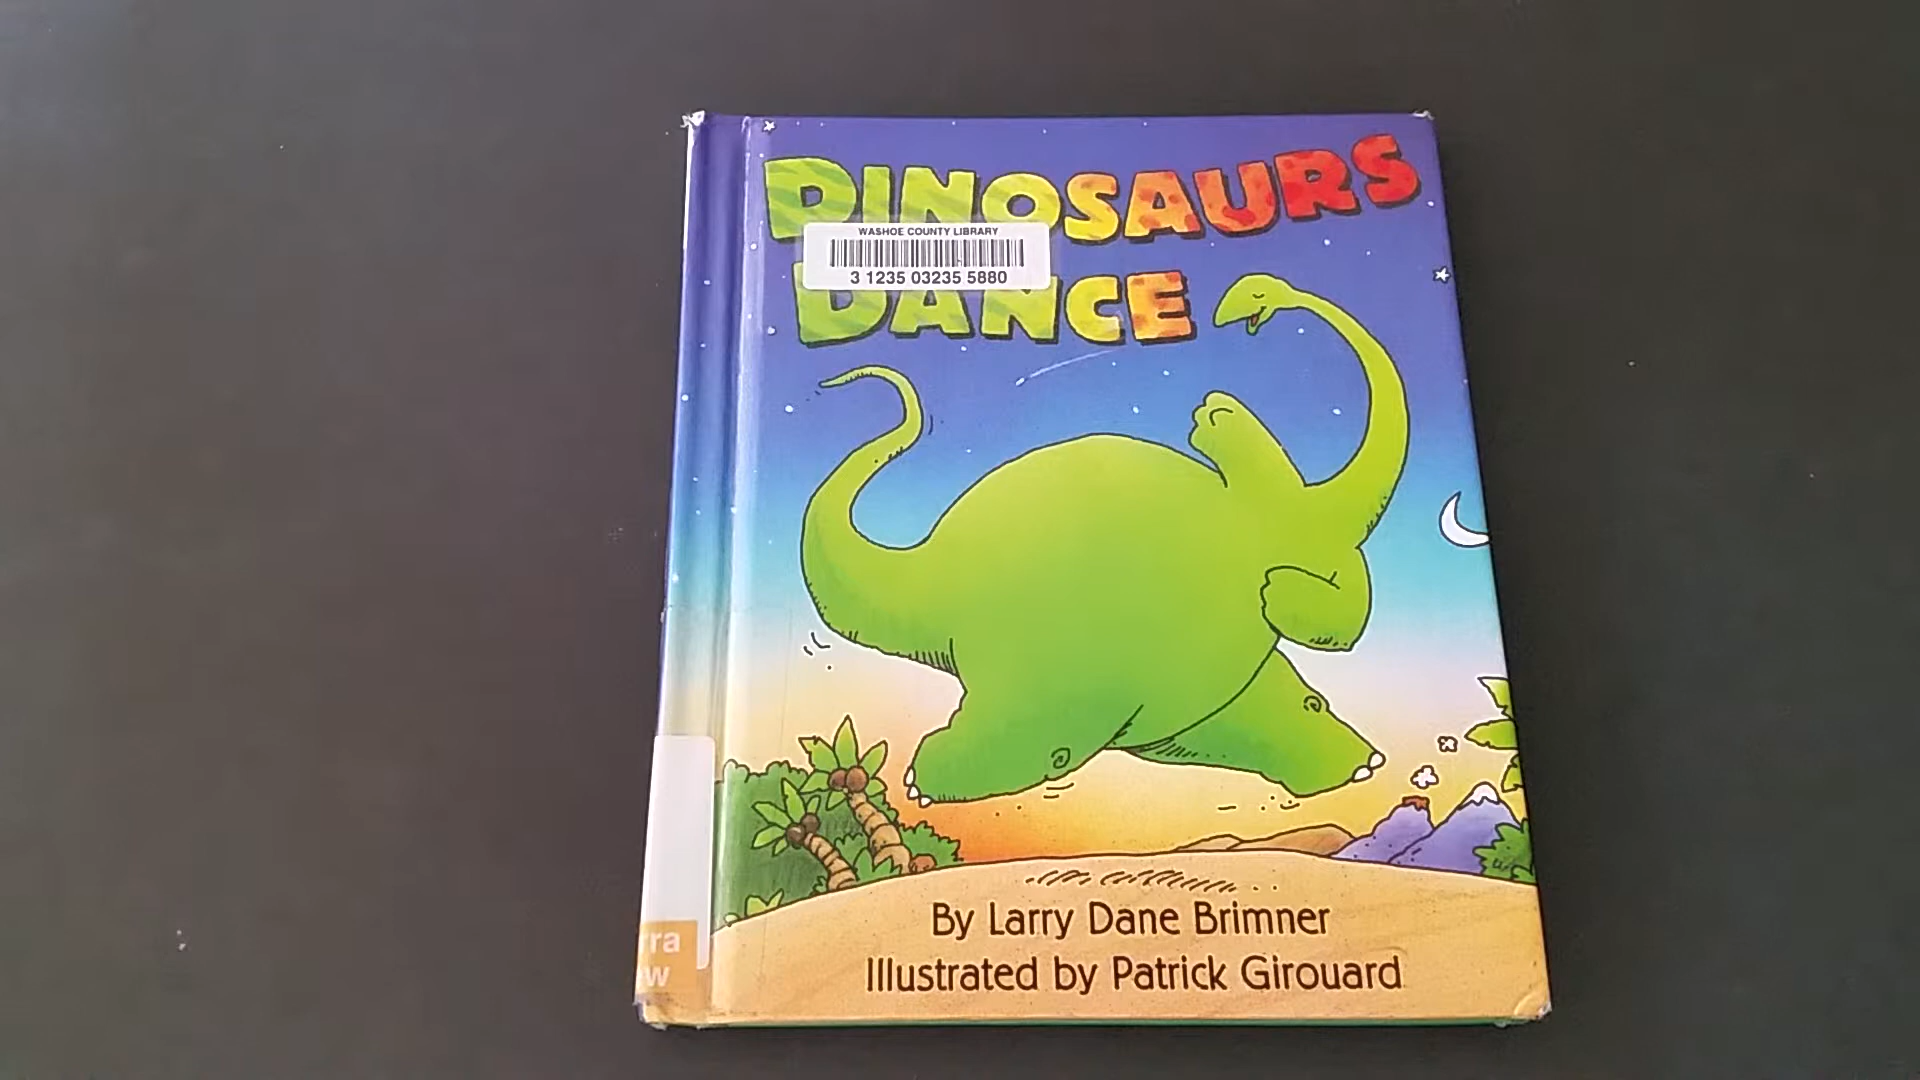 DINOSAURS
WASHOE COUNTY LIBRARY
3 1235 03235 5880
DANCE
By Larry Dane Brimner
Illustrated by Patrick Girouard